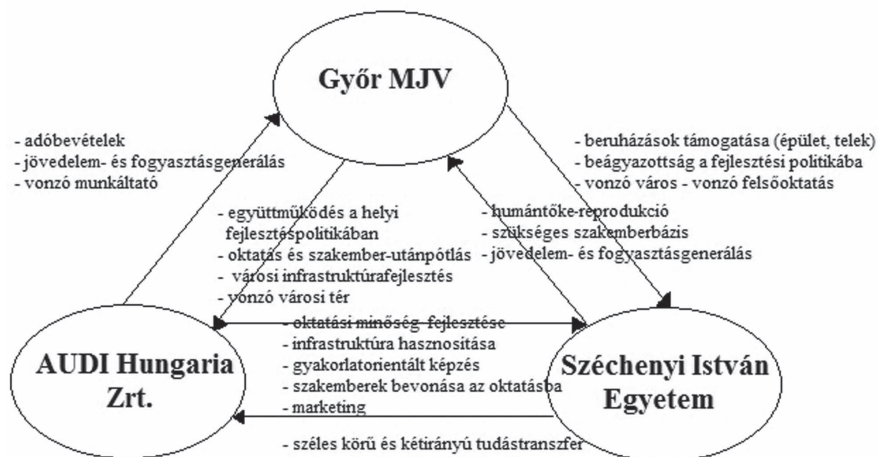 Győr MJV
- adóbevételek
- jövedelem- és fogyasztásgenerálás
- vonzó munkáltató
- beruházások támogatása (épület, telek)
- beágyazottság a fejlesztési politikába
- vonzó város - vonzó felsőoktatás
- együttműködés a helyi
fejlesztéspolitikában
- oktatás és szakember-utánpótlás
- városi infrastruktúrafejlesztés
- vonzó városi tér
- humántőke-reprodukció
- szükséges szakemberbázis
- jövedelem- és fogyasztásgenerálás
AUDI Hungaria
Zrt.
- oktatási minőség-fejlesztése
- infrastruktúra hasznosítása
- gyakorlatorientált képzés
- szakemberek bevonása az oktatásba
- marketing
Széchenyi István
Egyetem
- széles körű és kétirányú tudástranszfer